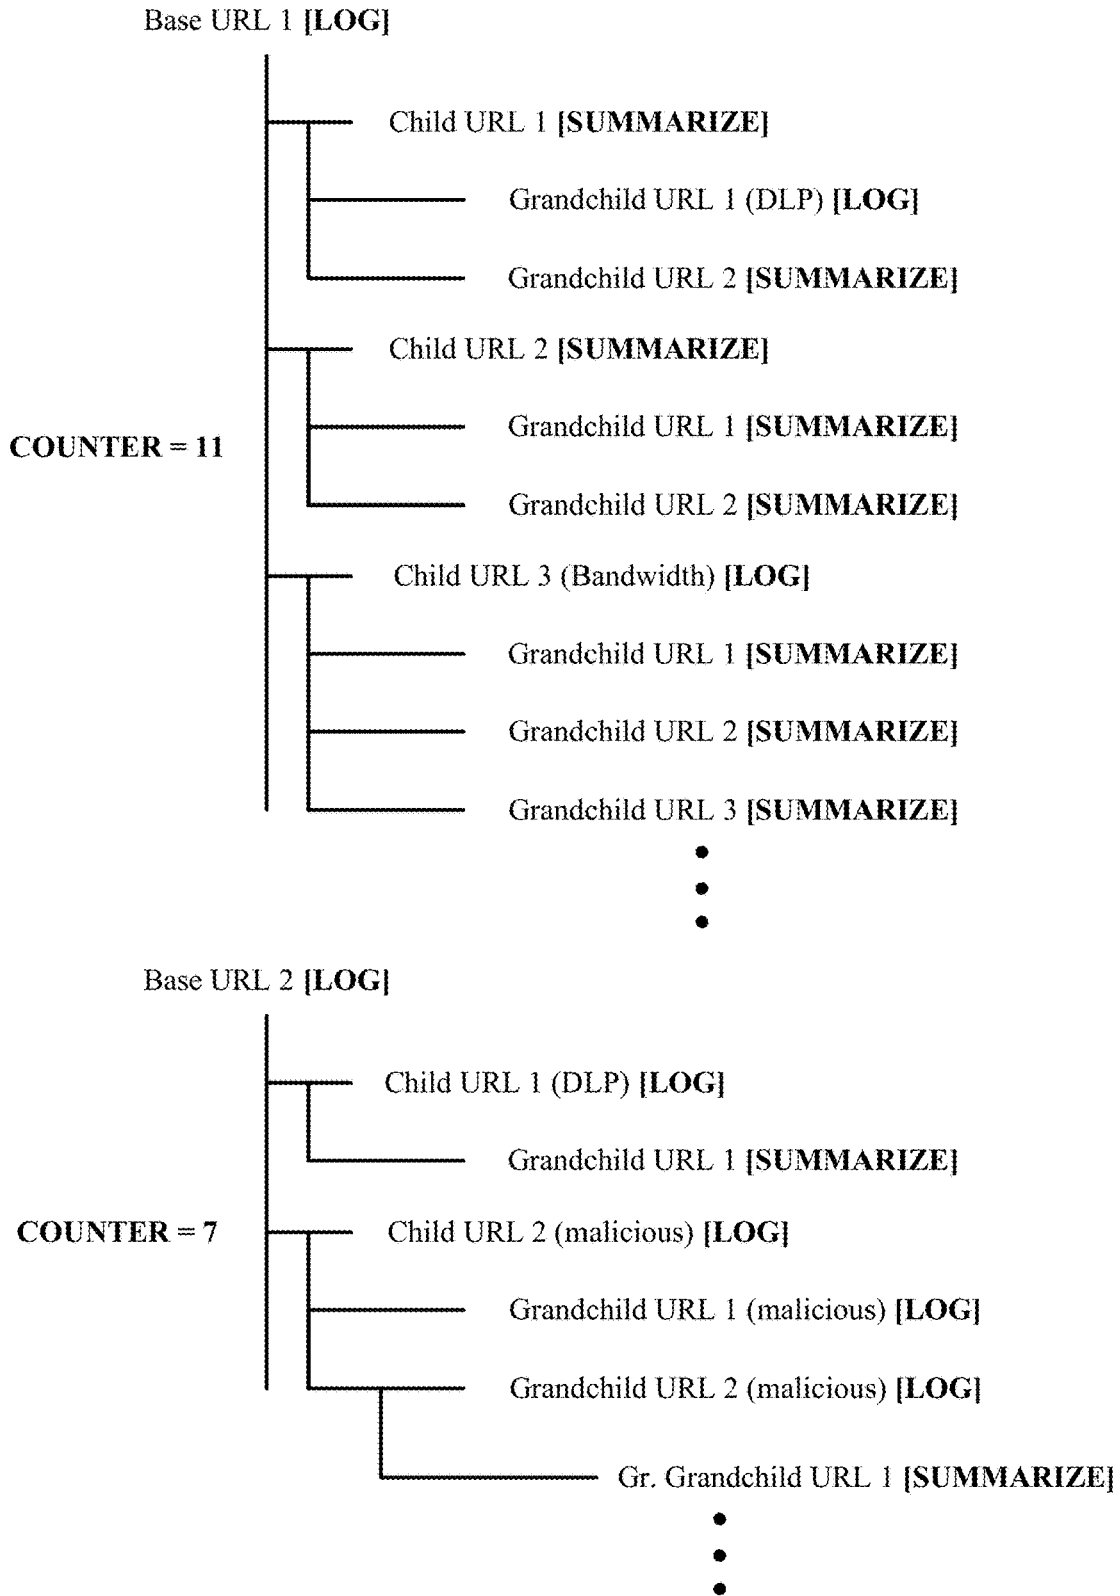 Base URL 1 [LOG]
Child URL 1 [SUMMARIZE]
Grandchild URL 1 (DLP) [LOG]
Grandchild URL 2 [SUMMARIZE]
Child URL 2 [SUMMARIZE]
Grandchild URL 1 [SUMMARIZE]
COUNTER = 11
Grandchild URL 2 [SUMMARIZE]
Child URL 3 (Bandwidth) [LOG]
Grandchild URL 1 [SUMMARIZE]
Grandchild URL 2 [SUMMARIZE]
Grandchild URL 3 [SUMMARIZE]
Base URL 2 [LOG]
Child URL 1 (DLP) [LOG]
Grandchild URL 1 [SUMMARIZE]
COUNTER = 7
Child URL 2 (malicious) [LOG]
Grandchild URL 1 (malicious) [LOG]
Grandchild URL 2 (malicious) [LOG]
Gr. Grandchild URL 1 [SUMMARIZE]